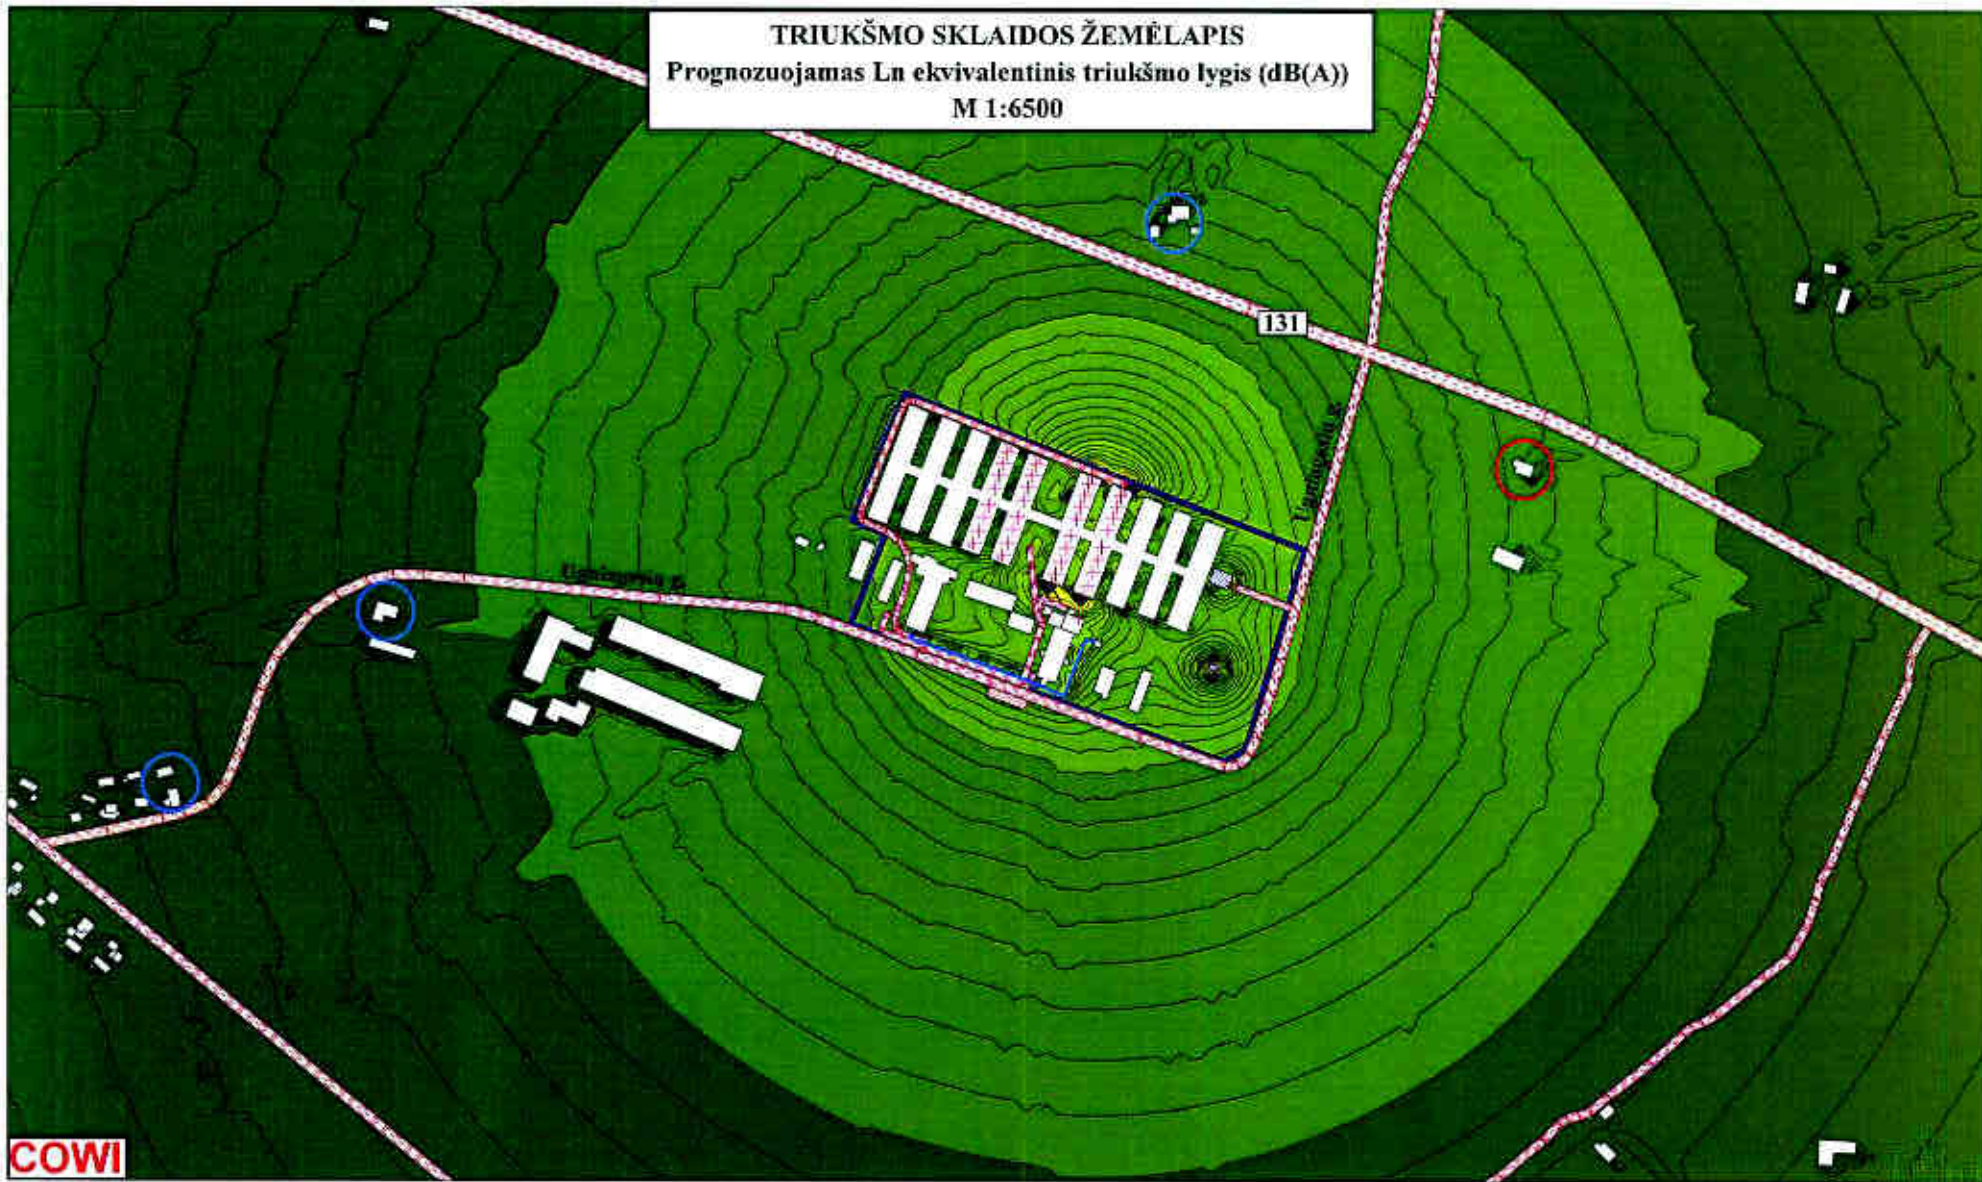 TRIUKŠMO SKLAIDOS ŽEMĖLAPIS
Prognozuojamas Ln ekvivalentinis triukšmo lygis (dB(A))
M 1:6500
131
COWI